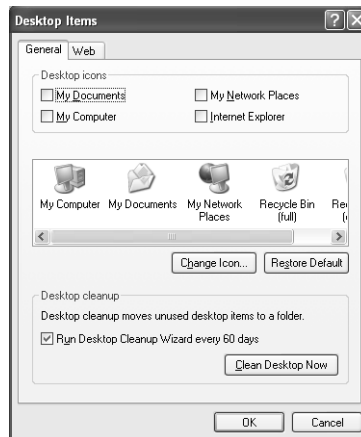 Desktop Items
General Web
Desktop icons
My Documents My Network Places
My Computer Internet Explorer
My Computer My Documents My Network Places Recycle Bin (full)
Change Icon... Restore Default
Desktop cleanup
Desktop cleanup moves unused desktop items to a folder.
Run Desktop Cleanup Wizard every 60 days
Clean Desktop Now
OK Cancel